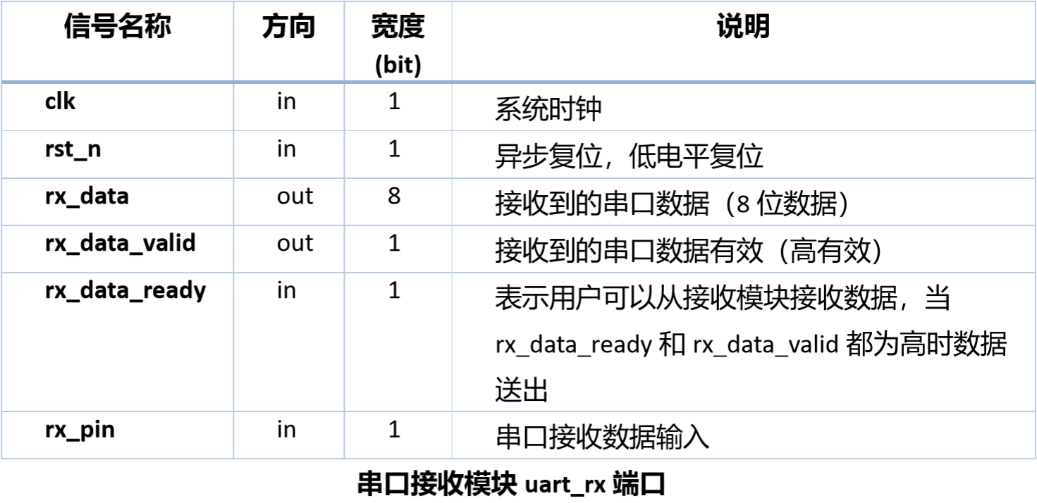 信号名称 方向 宽度 说明
(bit)
clk in 1 系统时钟
rst_n in 1 异步复位，低电平复位
rx_data out 8 接收到的串口数据（8 位数据）
rx_data_valid out 1 接收到的串口数据有效（高有效）
rx_data_ready in 1 表示用户可以从接收模块接收数据，当
rx_data_ready 和 rx_data_valid 都为高时数据
送出
rx_pin in 1 串口接收数据输入
串口接收模块 uart_rx 端口